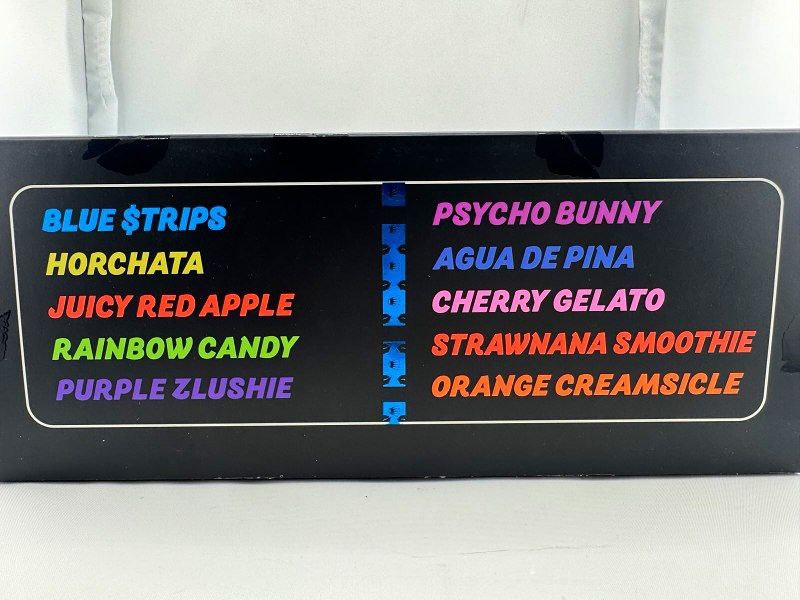 BLUE $TRIPS
HORCHATA
JUICY RED APPLE
RAINBOW CANDY
PURPLE ZLUSHIE
PSYCHO BUNNY
AGUA DE PINA
CHERRY GELATO
STRAWNANA SMOOTHIE
ORANGE CREAMSICLE